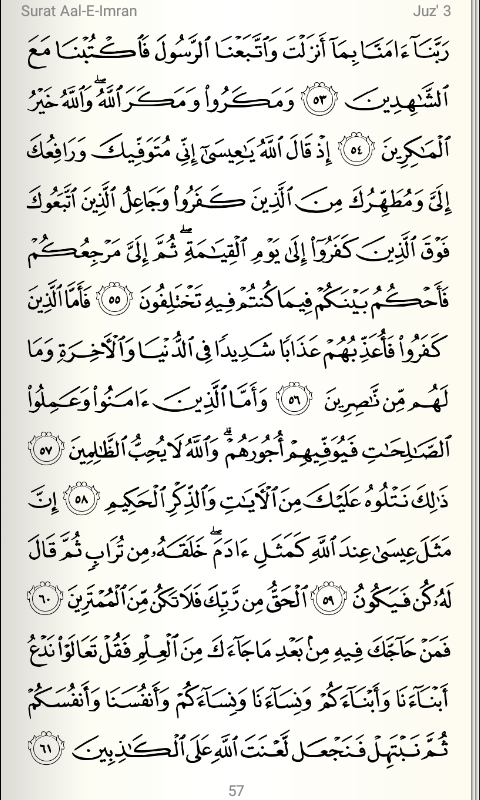 Surat Aal-E-Imran Juz' 3
رَبَّنَآ ءَامَنَّا بِمَآ أَنزَلْتَ وَٱتَّبَعْنَا ٱلرَّسُولَ فَٱكْتُبْنَا مَعَ
ٱلشَّٰهِدِينَ ٥٣ وَمَكَرُوا۟ وَمَكَرَ ٱللَّهُ ۖ وَٱللَّهُ خَيْرُ
ٱلْمَٰكِرِينَ ٥٤ إِذْ قَالَ ٱللَّهُ يَٰعِيسَىٰٓ إِنِّى مُتَوَفِّيكَ وَرَافِعُكَ
إِلَىَّ وَمُطَهِّرُكَ مِنَ ٱلَّذِينَ كَفَرُوا۟ وَجَاعِلُ ٱلَّذِينَ ٱتَّبَعُوكَ
فَوْقَ ٱلَّذِينَ كَفَرُوٓا۟ إِلَىٰ يَوْمِ ٱلْقِيَٰمَةِ ۖ ثُمَّ إِلَىَّ مَرْجِعُكُمْ
فَأَحْكُمُ بَيْنَكُمْ فِيمَا كُنتُمْ فِيهِ تَخْتَلِفُونَ ٥٥ فَأَمَّا ٱلَّذِينَ
كَفَرُوا۟ فَأُعَذِّبُهُمْ عَذَابًا شَدِيدًا فِى ٱلدُّنْيَا وَٱلْءَاخِرَةِ وَمَا
لَهُم مِّن نَّٰصِرِينَ ٥٦ وَأَمَّا ٱلَّذِينَ ءَامَنُوا۟ وَعَمِلُوا۟
ٱلصَّٰلِحَٰتِ فَيُوَفِّيهِمْ أُجُورَهُمْ ۗ وَٱللَّهُ لَا يُحِبُّ ٱلظَّٰلِمِينَ ٥٧
ذَٰلِكَ نَتْلُوهُ عَلَيْكَ مِنَ ٱلْءَايَٰتِ وَٱلذِّكْرِ ٱلْحَكِيمِ ٥٨ إِنَّ
مَثَلَ عِيسَىٰ عِندَ ٱللَّهِ كَمَثَلِ ءَادَمَ ۖ خَلَقَهُۥ مِن تُرَابٍ ثُمَّ قَالَ
لَهُۥ كُن فَيَكُونُ ٥٩ ٱلْحَقُّ مِن رَّبِّكَ فَلَا تَكُن مِّنَ ٱلْمُمْتَرِينَ ٦٠
فَمَنْ حَآجَّكَ فِيهِ مِنۢ بَعْدِ مَا جَآءَكَ مِنَ ٱلْعِلْمِ فَقُلْ تَعَالَوْا۟ نَدْعُ
أَبْنَآءَنَا وَأَبْنَآءَكُمْ وَنِسَآءَنَا وَنِسَآءَكُمْ وَأَنفُسَنَا وَأَنفُسَكُمْ
ثُمَّ نَبْتَهِلْ فَنَجْعَل لَّعْنَتَ ٱللَّهِ عَلَى ٱلْكَٰذِبِينَ ٦١
57